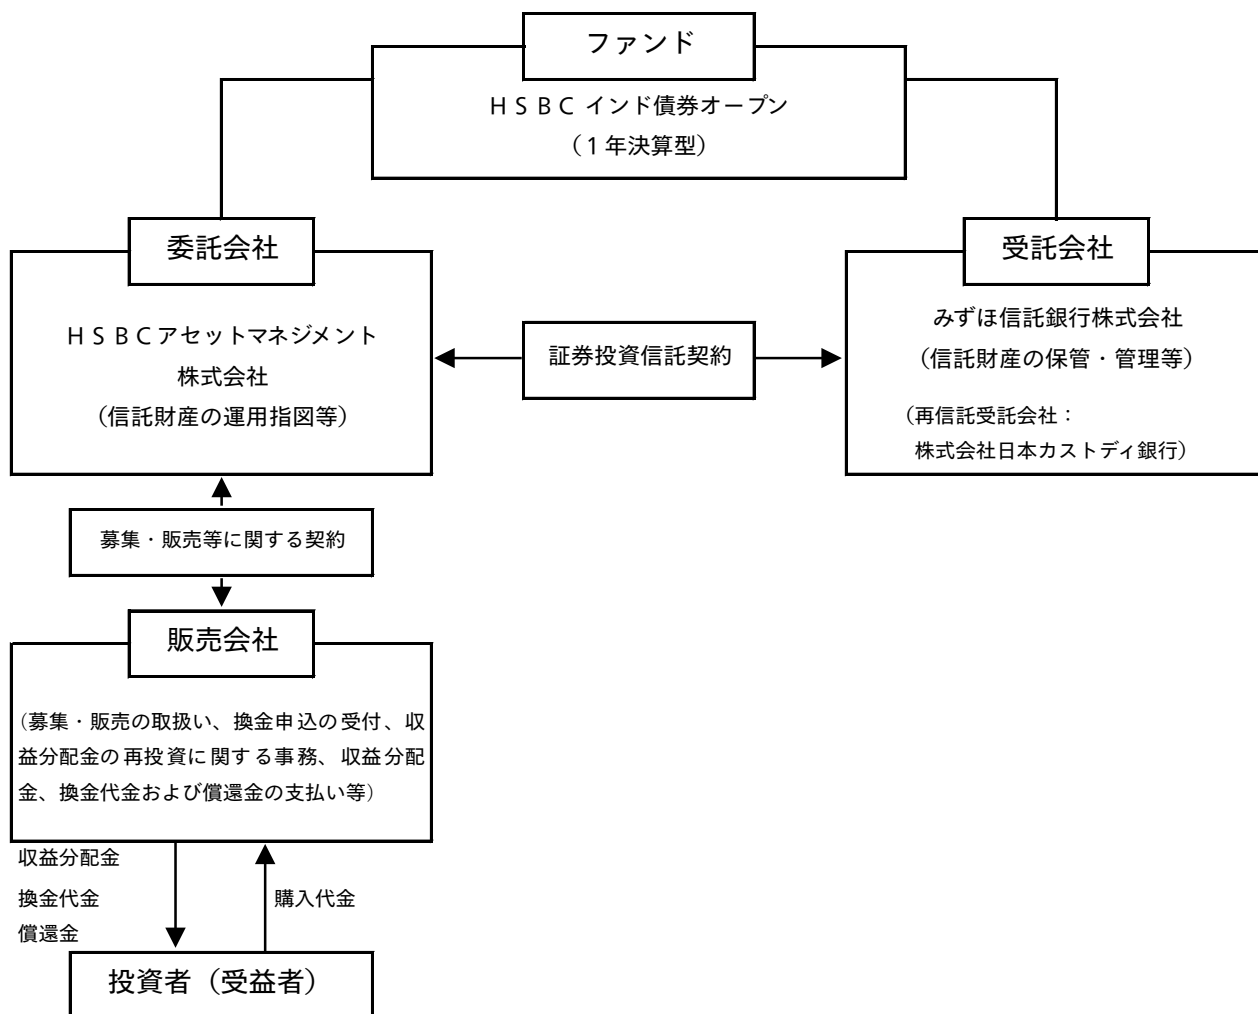 ファンド
ＨＳＢＣ インド債券オープン
（１年決算型）
委託会社
ＨＳＢＣアセットマネジメント
株式会社
（信託財産の運用指図等）
証券投資信託契約
受託会社
みずほ信託銀行株式会社
（信託財産の保管・管理等）
（再信託受託会社：
株式会社日本カストディ銀行）
募集・販売等に関する契約
販売会社
（募集・販売の取扱い、換金申込の受付、収
益分配金の再投資に関する事務、収益分配
金、換金代金および償還金の支払い等）
収益分配金
換金代金
償還金
購入代金
投資者（受益者）